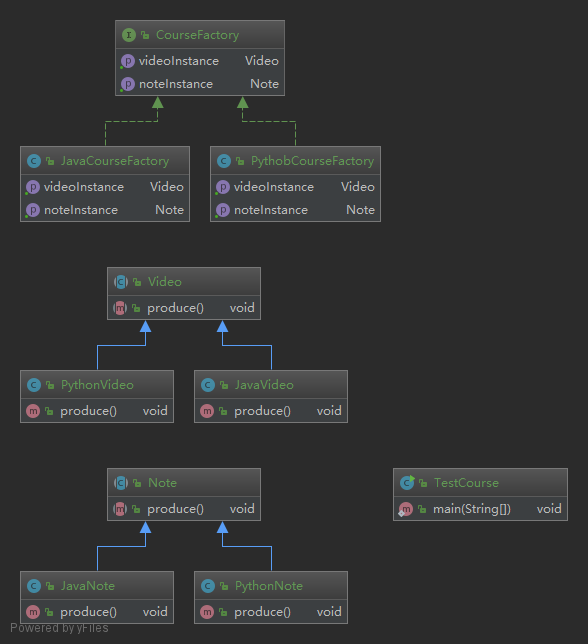 CourseFactory
videoInstance Video
noteInstance Note
JavaCourseFactory
videoInstance Video
noteInstance Note
PythobCourseFactory
videoInstance Video
noteInstance Note
Video
produce() void
PythonVideo
produce() void
JavaVideo
produce() void
Note
produce() void
TestCourse
main(String[]) void
JavaNote
produce() void
PythonNote
produce() void
Powered by yFiles